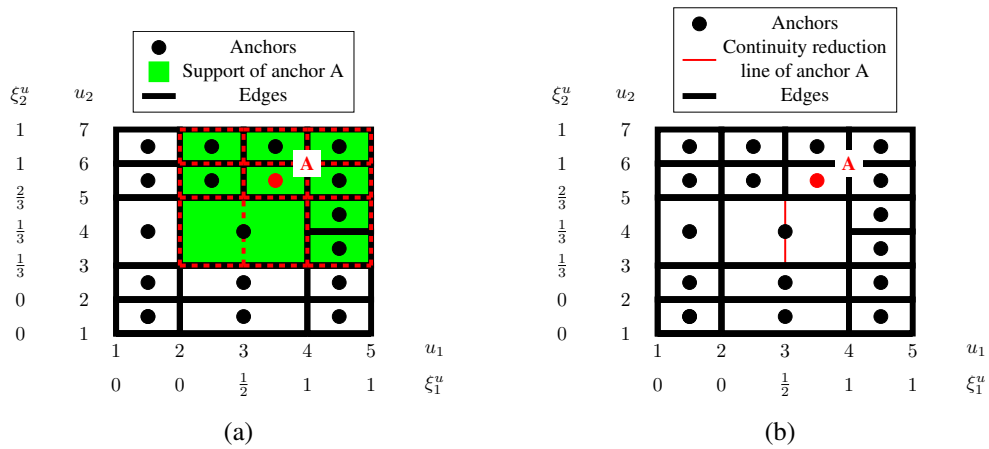 Anchors
Support of anchor A
Edges
ξ₂ᵘ u₂
1 7
1 6
2/3 5
1/3 4
1/3 3
0 2
0 1
A
1 2 3 4 5 u₁
0 0 1/2 1 1 ξ₁ᵘ
(a)
Anchors
Continuity reduction
line of anchor A
Edges
ξ₂ᵘ u₂
1 7
1 6
2/3 5
1/3 4
1/3 3
0 2
0 1
A
1 2 3 4 5 u₁
0 0 1/2 1 1 ξ₁ᵘ
(b)